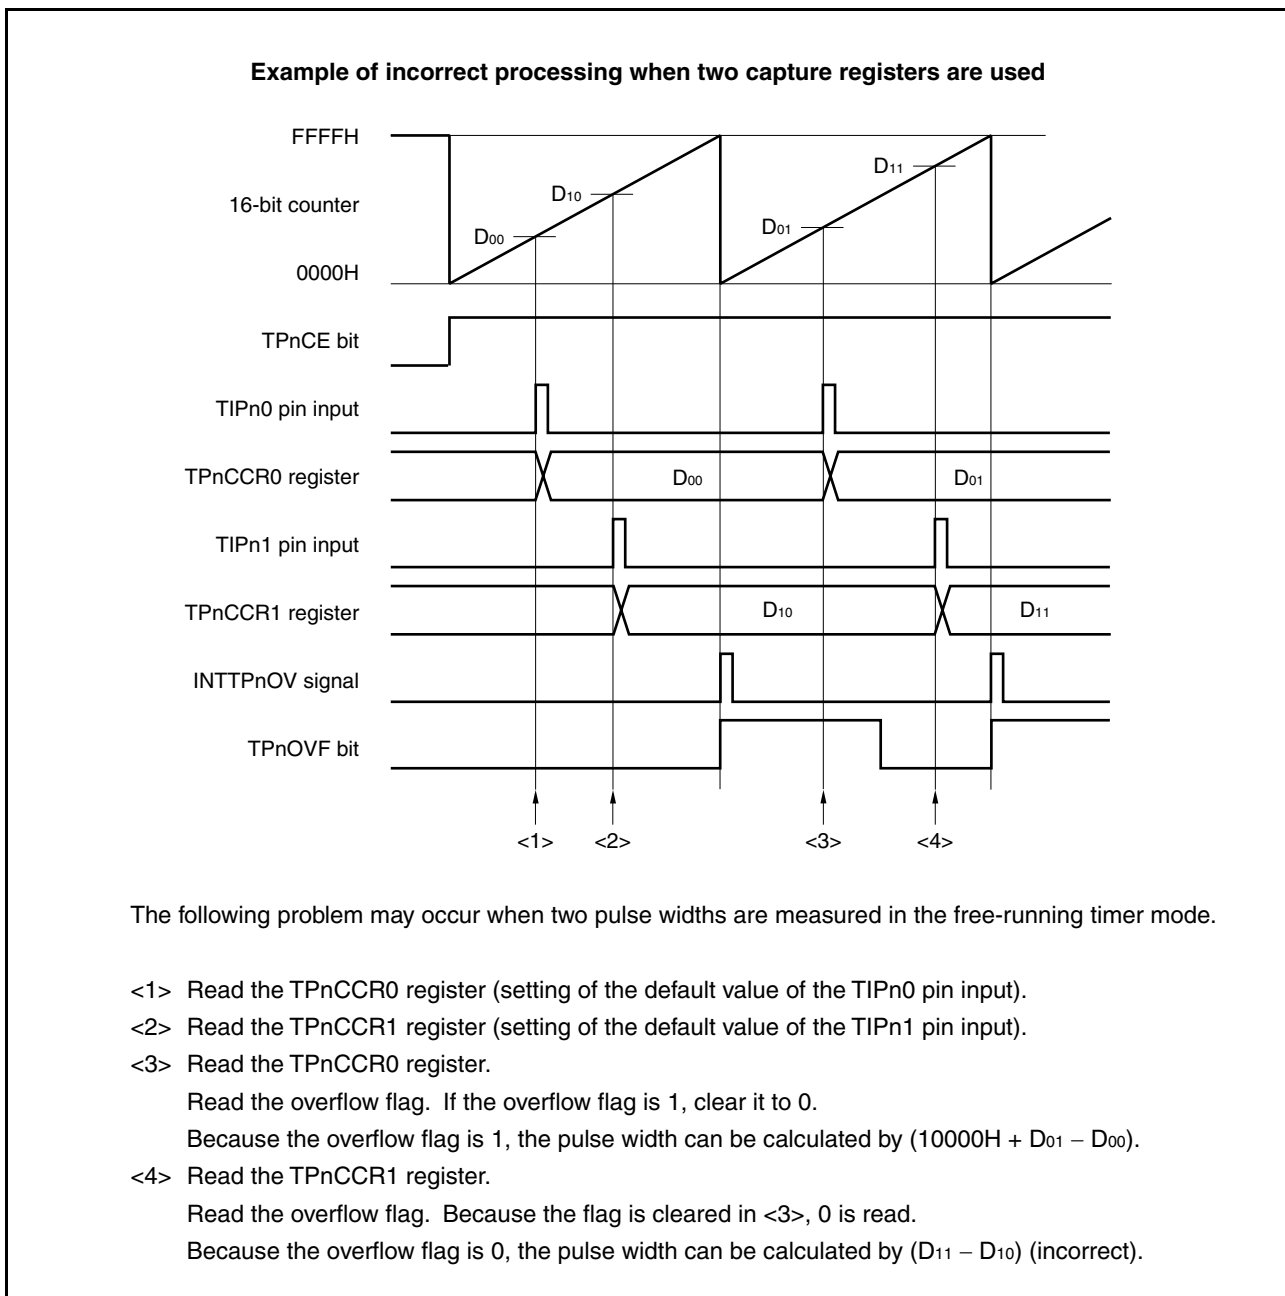 Example of incorrect processing when two capture registers are used
FFFFH
D10
D11
16-bit counter
D00
D01
0000H
TPnCE bit
TIPn0 pin input
TPnCCR0 register
D00
D01
TIPn1 pin input
TPnCCR1 register
D10
D11
INTTPnOV signal
TPnOVF bit
<1>
<2>
<3>
<4>
The following problem may occur when two pulse widths are measured in the free-running timer mode.
<1> Read the TPnCCR0 register (setting of the default value of the TIPn0 pin input).
<2> Read the TPnCCR1 register (setting of the default value of the TIPn1 pin input).
<3> Read the TPnCCR0 register.
Read the overflow flag. If the overflow flag is 1, clear it to 0.
Because the overflow flag is 1, the pulse width can be calculated by (10000H + D01 − D00).
<4> Read the TPnCCR1 register.
Read the overflow flag. Because the flag is cleared in <3>, 0 is read.
Because the overflow flag is 0, the pulse width can be calculated by (D11 − D10) (incorrect).